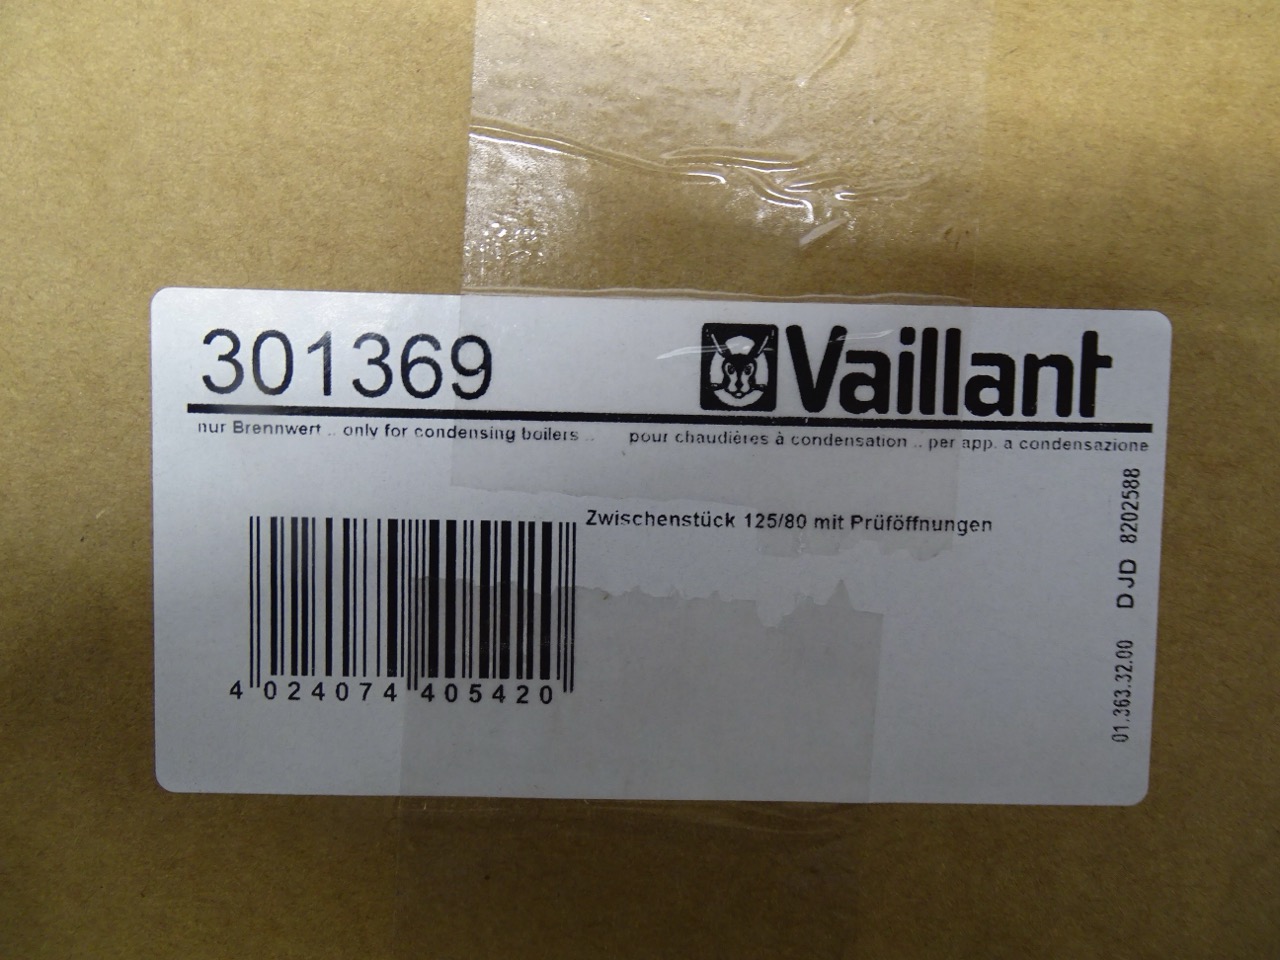 301369
Vaillant
nur Brennwert .. only for condensing boilers .. pour chaudières à condensation .. per app. a condensazione
Zwischenstück 125/80 mit Prüföffnungen
4 024074 405420
01.363.32.00 DJD 8202588